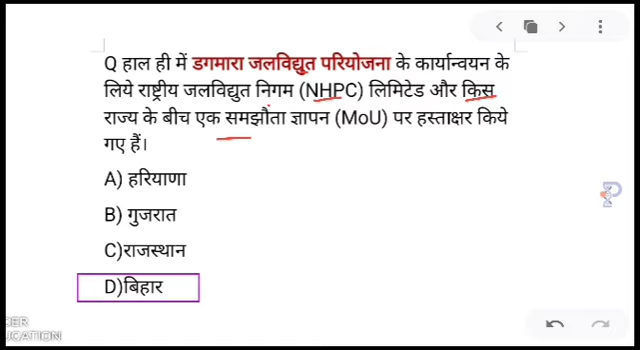 Q हाल ही में डगमारा जलविद्युत परियोजना के कार्यान्वयन के
लिये राष्ट्रीय जलविद्युत निगम (NHPC) लिमिटेड और किस
राज्य के बीच एक समझौता ज्ञापन (MoU) पर हस्ताक्षर किये
गए हैं।
A) हरियाणा
B) गुजरात
C)राजस्थान
D)बिहार